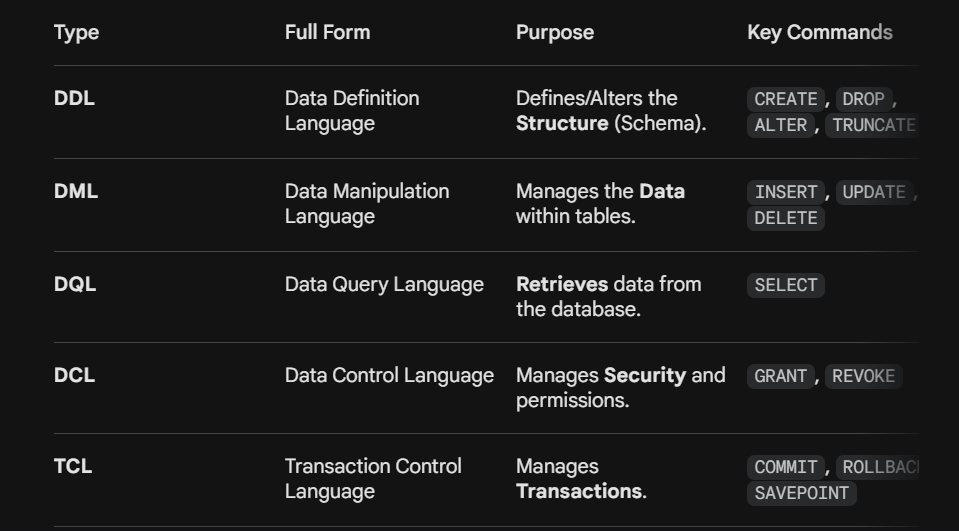 Type Full Form Purpose Key Commands
DDL Data Definition Defines/Alters the CREATE, DROP,
Language Structure (Schema). ALTER, TRUNCATE
DML Data Manipulation Manages the Data INSERT, UPDATE,
Language within tables. DELETE
DQL Data Query Language Retrieves data from SELECT
the database.
DCL Data Control Language Manages Security and GRANT, REVOKE
permissions.
TCL Transaction Control Manages COMMIT, ROLLBAC
Language Transactions. SAVEPOINT